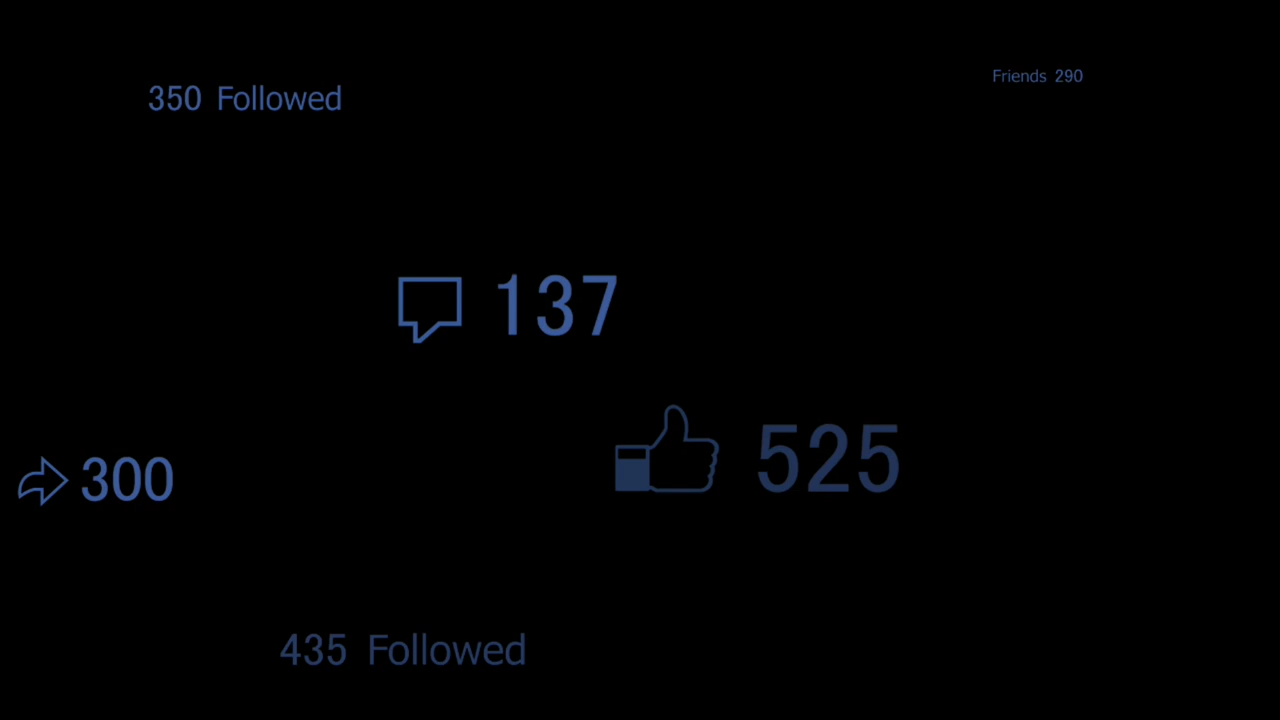 Friends 290
350 Followed
137
525
300
435 Followed